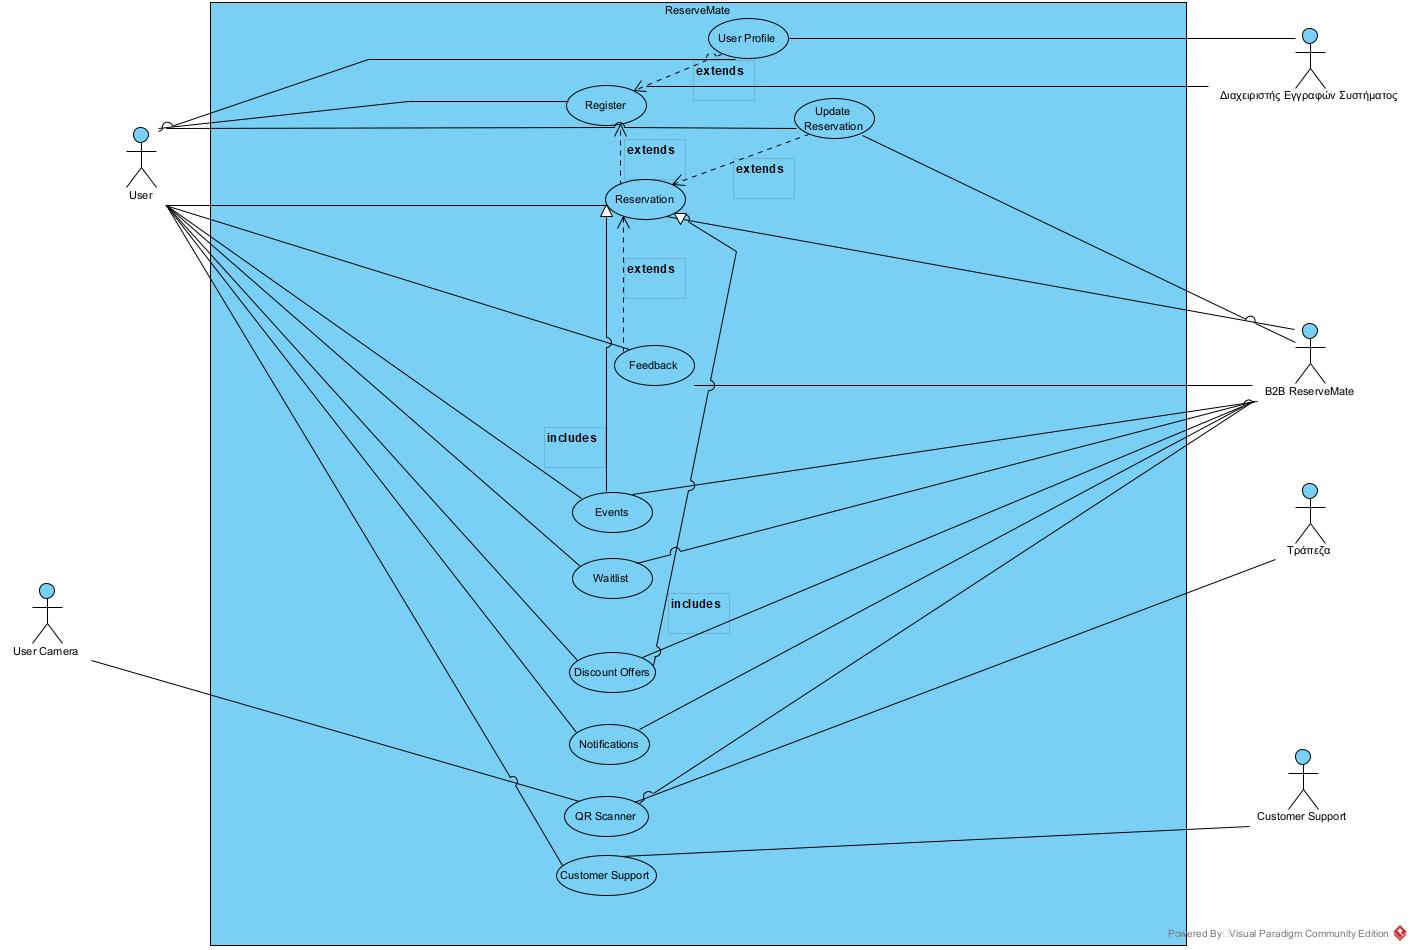 ReserveMate
User Profile
extends
Register
Διαχειριστής Εγγραφών Συστήματος
Update
Reservation
extends
extends
User
Reservation
extends
Feedback
B2B ReserveMate
includes
Events
Τράπεζα
Waitlist
includes
User Camera
Discount Offers
Notifications
QR Scanner
Customer Support
Customer Support
Powered By Visual Paradigm Community Edition